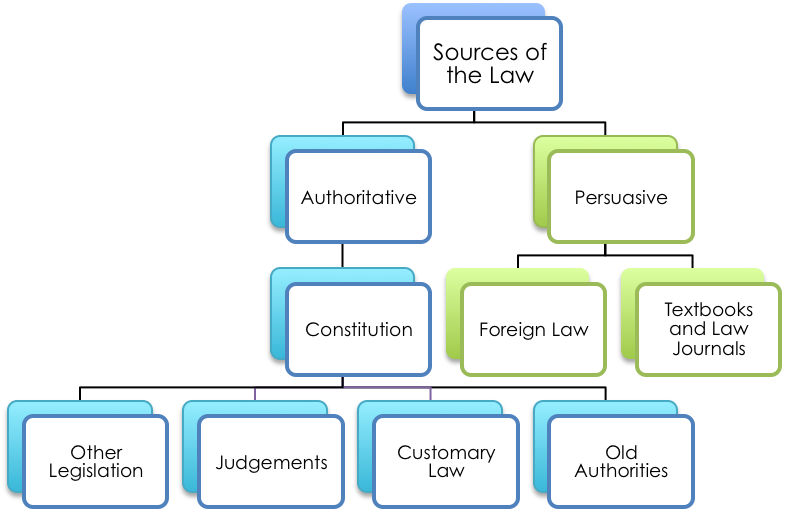 Sources of
the Law
Authoritative
Persuasive
Constitution
Foreign Law
Textbooks
and Law
Journals
Other
Legislation
Judgements
Customary
Law
Old
Authorities